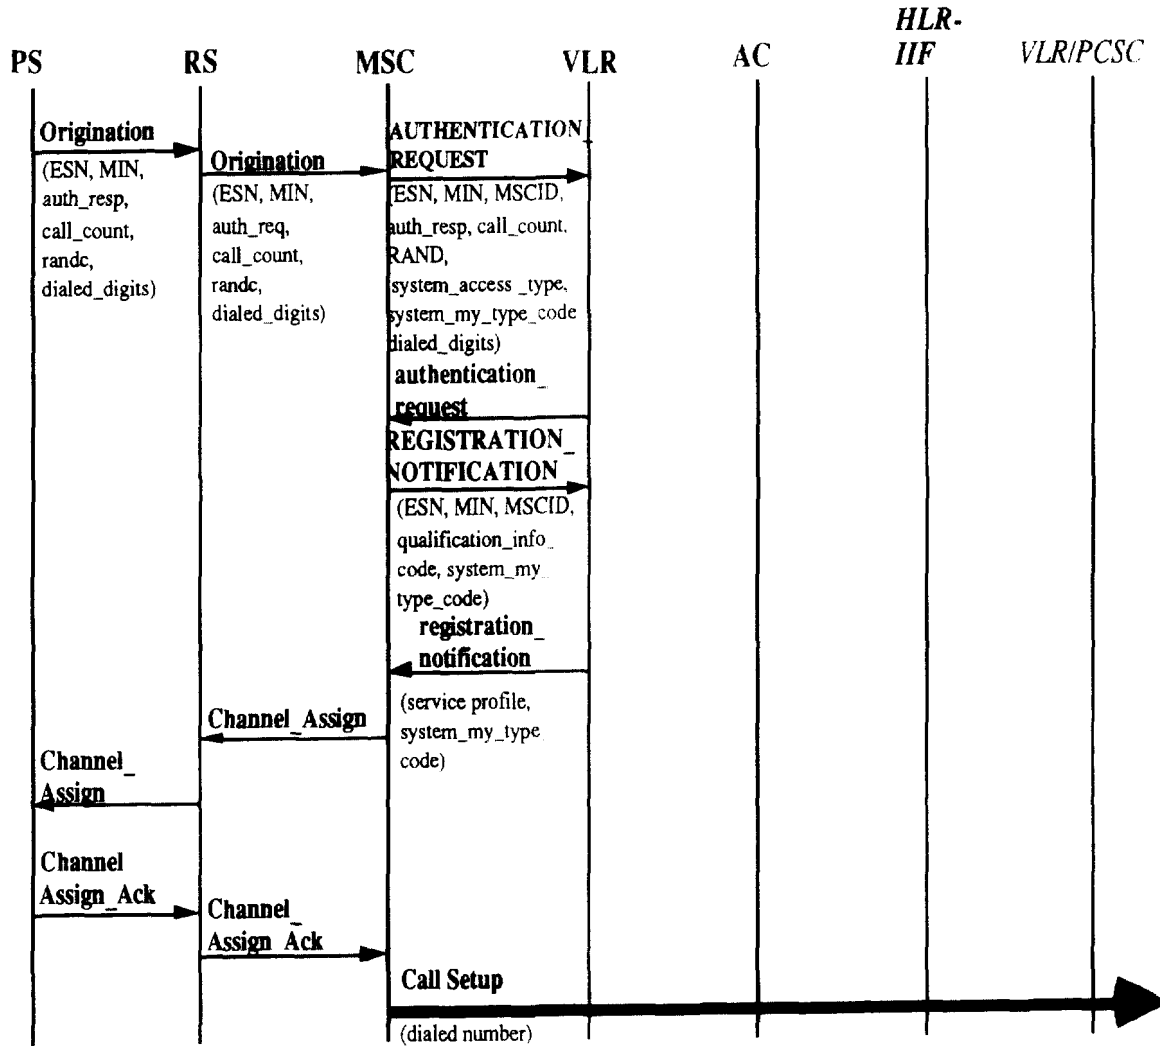 HLR-
PS RS MSC VLR AC IIF VLR/PCSC
Origination
(ESN, MIN,
auth_resp,
call_count,
randc,
dialed_digits)
Origination
(ESN, MIN,
auth_req,
call_count,
randc,
dialed_digits)
AUTHENTICATION_
REQUEST
(ESN, MIN, MSCID,
auth_resp, call_count,
RAND,
system_access _type,
system_my_type_code
dialed_digits)
authentication_
request
REGISTRATION_
NOTIFICATION
(ESN, MIN, MSCID,
qualification_info_
code, system_my_
type_code)
registration_
notification
(service profile,
system_my_type
code)
Channel_Assign
Channel_
Assign
Channel
Assign_Ack
Channel_
Assign_Ack
Call Setup
(dialed number)